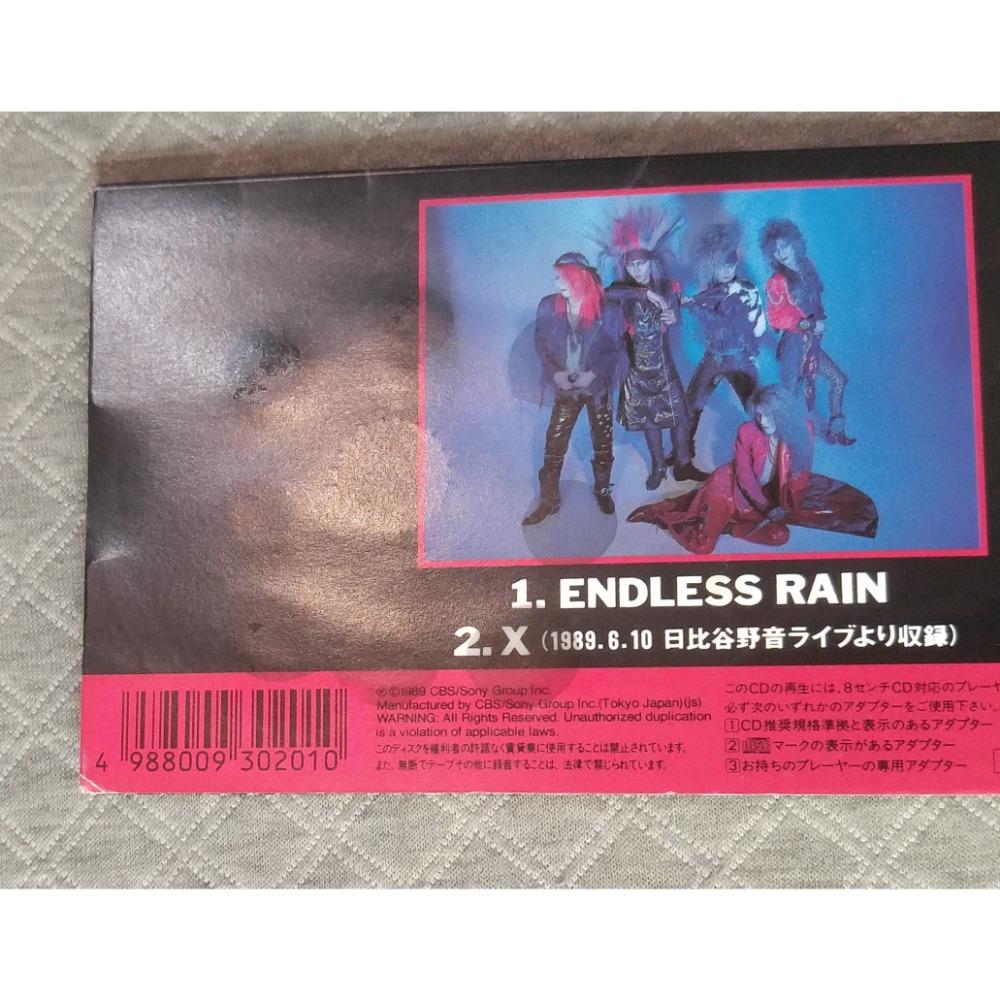 1. ENDLESS RAIN
2. X (1989.6.10 日比谷野音ライブより収録)
4 988009 302010
℗©1989 CBS/Sony Group Inc.
Manufactured by CBS/Sony Group Inc.(Tokyo Japan)(js)
WARNING: All Rights Reserved. Unauthorized duplication
is a violation of applicable laws.
このディスクを権利者の許諾なく賃貸業に使用することは禁止されています。
また、無断でテープその他に録音することは、法律で禁じられています。
このCDの再生には、8センチCD対応のプレーヤ
必ず次のいずれかのアダプターをご使用下さい。
1CD推奨規格準拠と表示のあるアダプター
2 マークの表示があるアダプター
3お持ちのプレーヤーの専用アダプター